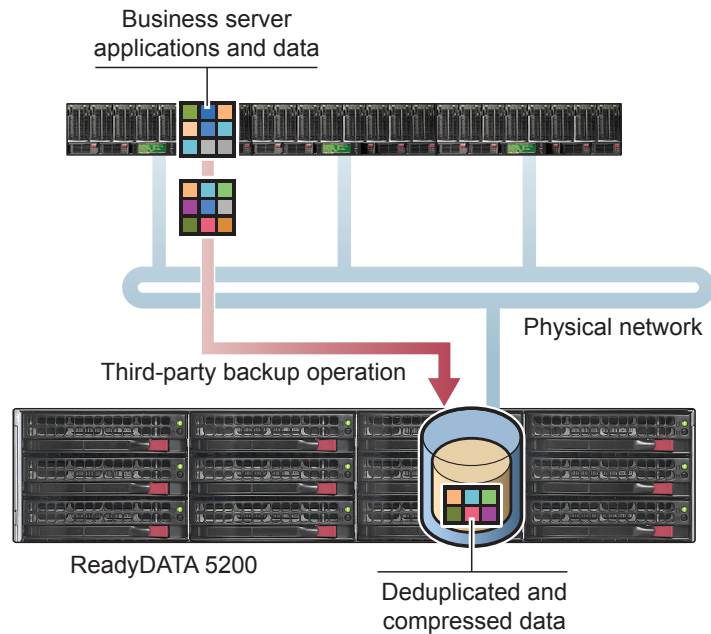 Business server
applications and data
Physical network
Third-party backup operation
ReadyDATA 5200
Deduplicated and
compressed data